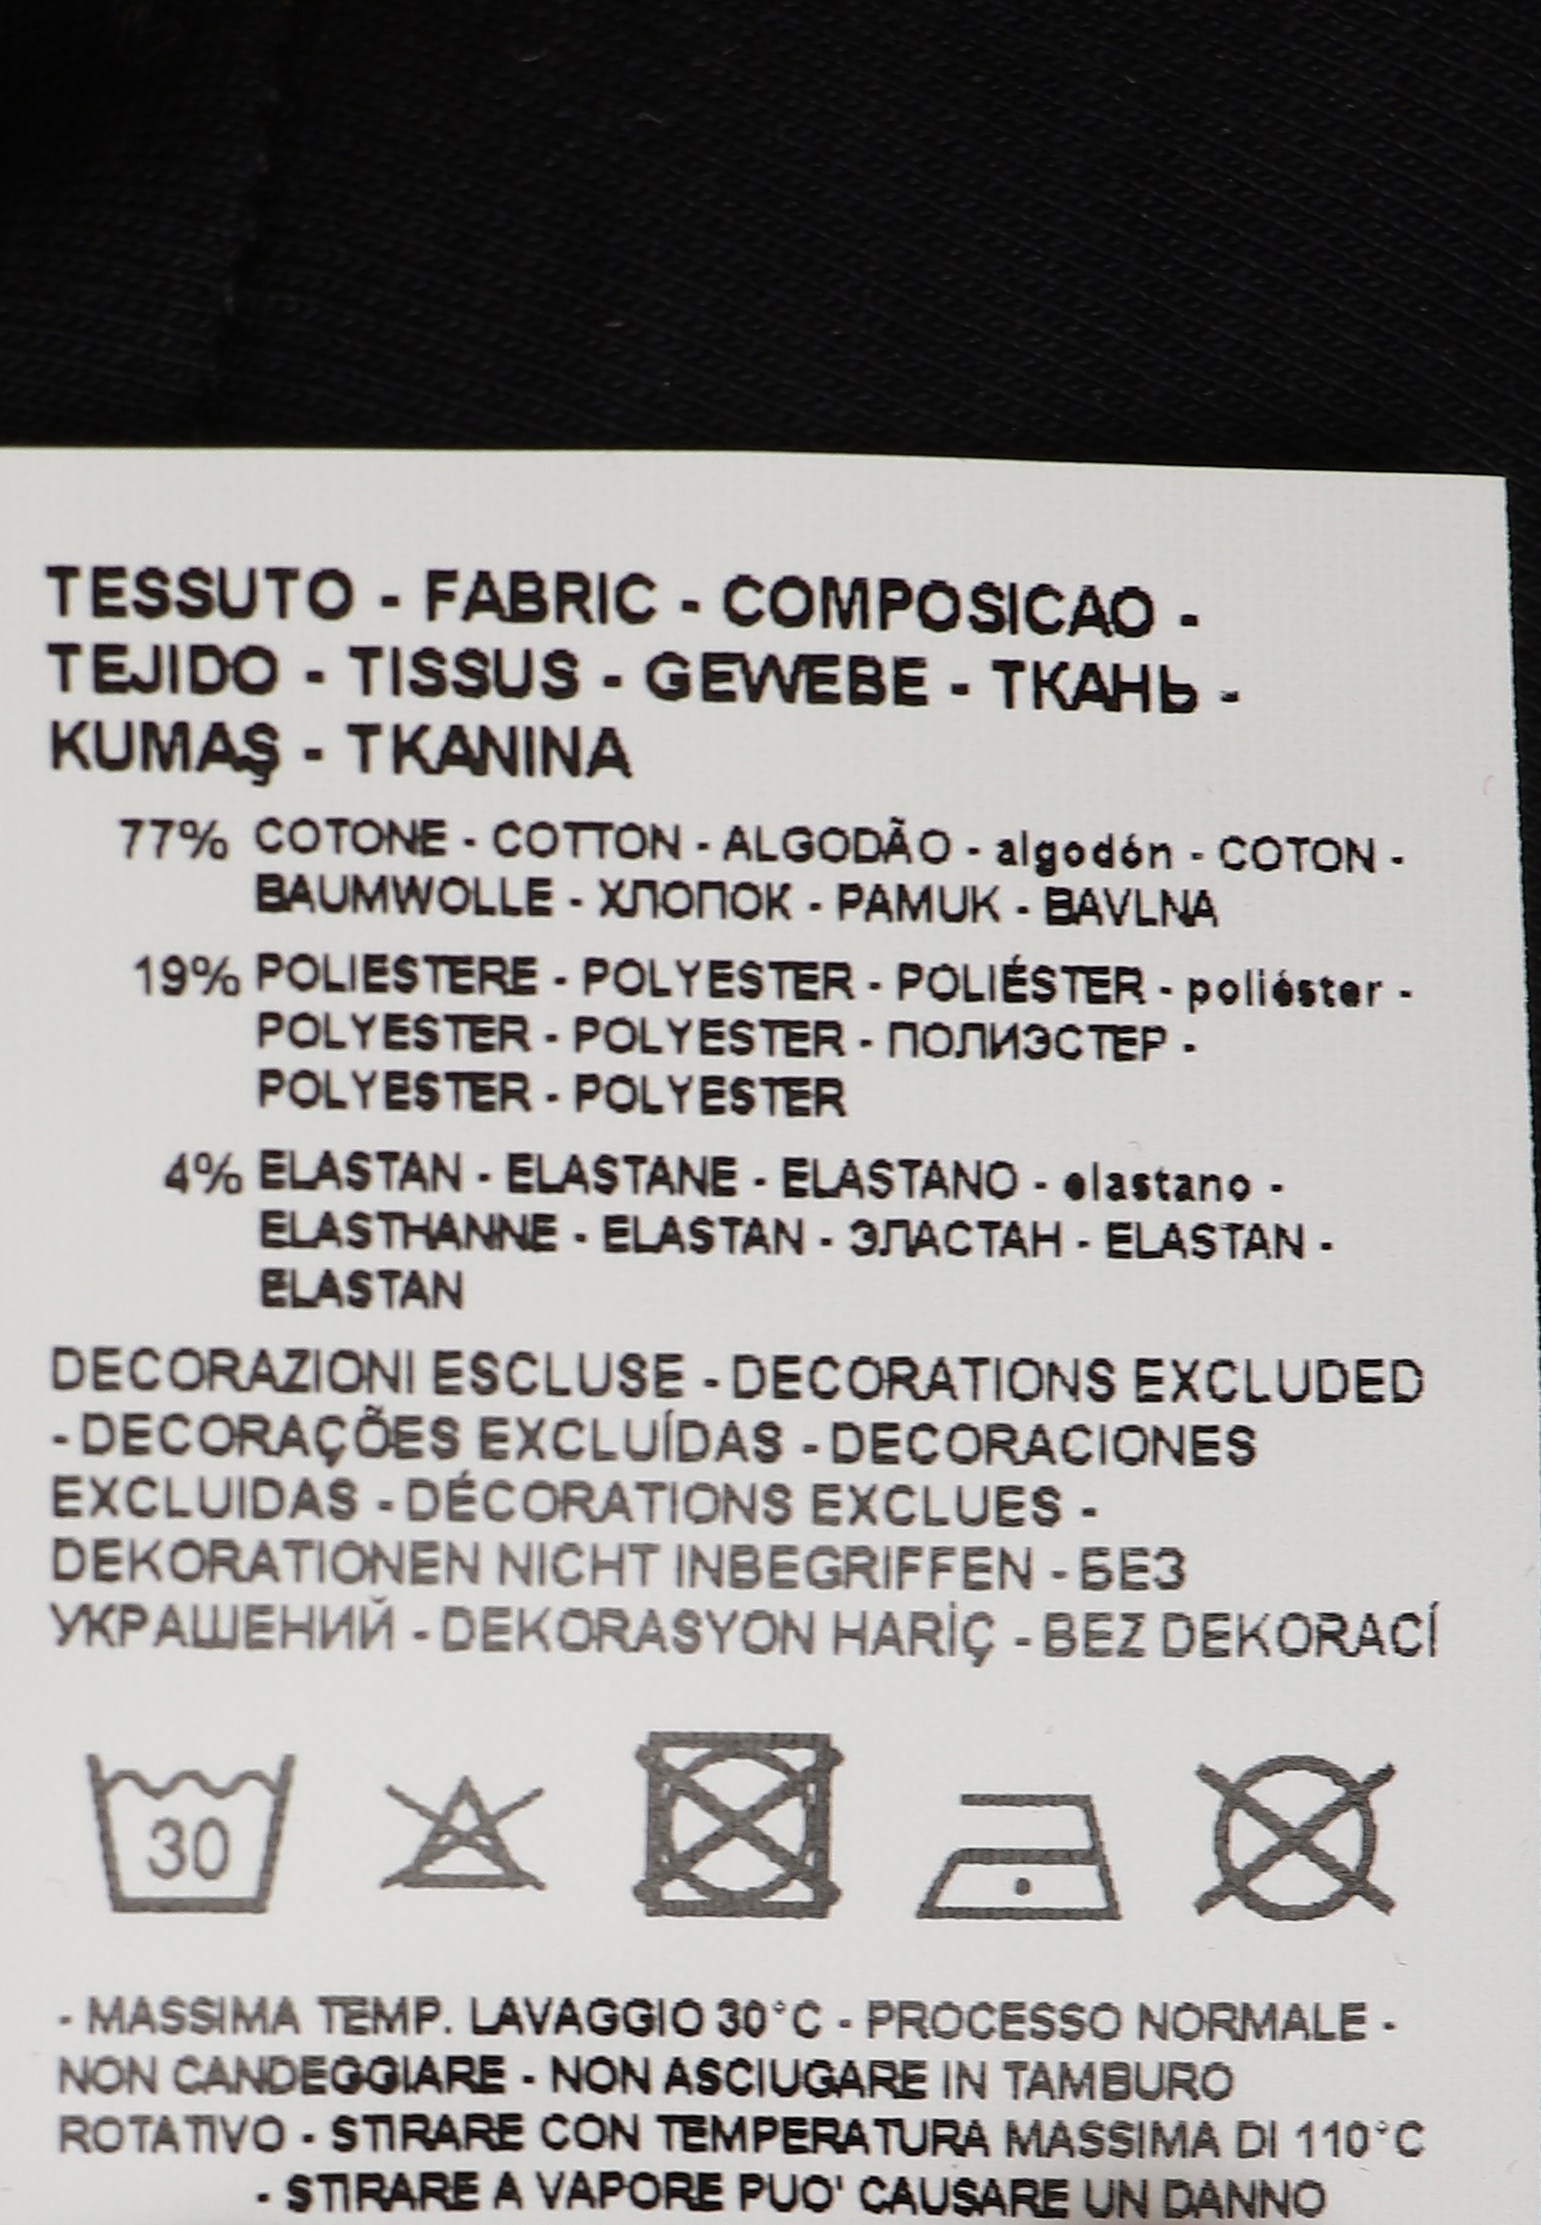 TESSUTO - FABRIC - COMPOSICAO -
TEJIDO - TISSUS - GEWEBE - ТКАНЬ -
KUMAŞ - TKANINA
77% COTONE - COTTON - ALGODÃO - algodón - COTON -
BAUMWOLLE - ХЛОПОК - PAMUK - BAVLNA
19% POLIESTERE - POLYESTER - POLIÉSTER - poliéster -
POLYESTER - POLYESTER - ПОЛИЭСТЕР -
POLYESTER - POLYESTER
4% ELASTAN - ELASTANE - ELASTANO - elastano -
ELASTHANNE - ELASTAN - ЭЛАСТАН - ELASTAN -
ELASTAN
DECORAZIONI ESCLUSE - DECORATIONS EXCLUDED
- DECORAÇÕES EXCLUÍDAS - DECORACIONES
EXCLUIDAS - DÉCORATIONS EXCLUES -
DEKORATIONEN NICHT INBEGRIFFEN - БЕЗ
УКРАШЕНИЙ - DEKORASYON HARİÇ - BEZ DEKORACÍ
30
- MASSIMA TEMP. LAVAGGIO 30°C - PROCESSO NORMALE -
NON CANDEGGIARE - NON ASCIUGARE IN TAMBURO
ROTATIVO - STIRARE CON TEMPERATURA MASSIMA DI 110°C
- STIRARE A VAPORE PUO' CAUSARE UN DANNO